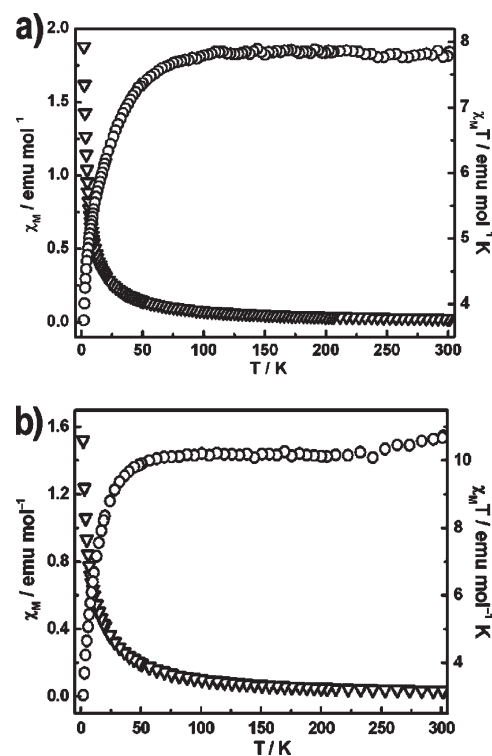 a)
2.0
1.5
1.0
0.5
0.0
χM / emu mol⁻¹
8
7
6
5
4
χMT / emu mol⁻¹K
0 50 100 150 200 250 300
T / K
b)
1.6
1.2
0.8
0.4
0.0
χM / emu mol⁻¹
10
8
6
4
χMT / emu mol⁻¹ K
0 50 100 150 200 250 300
T / K